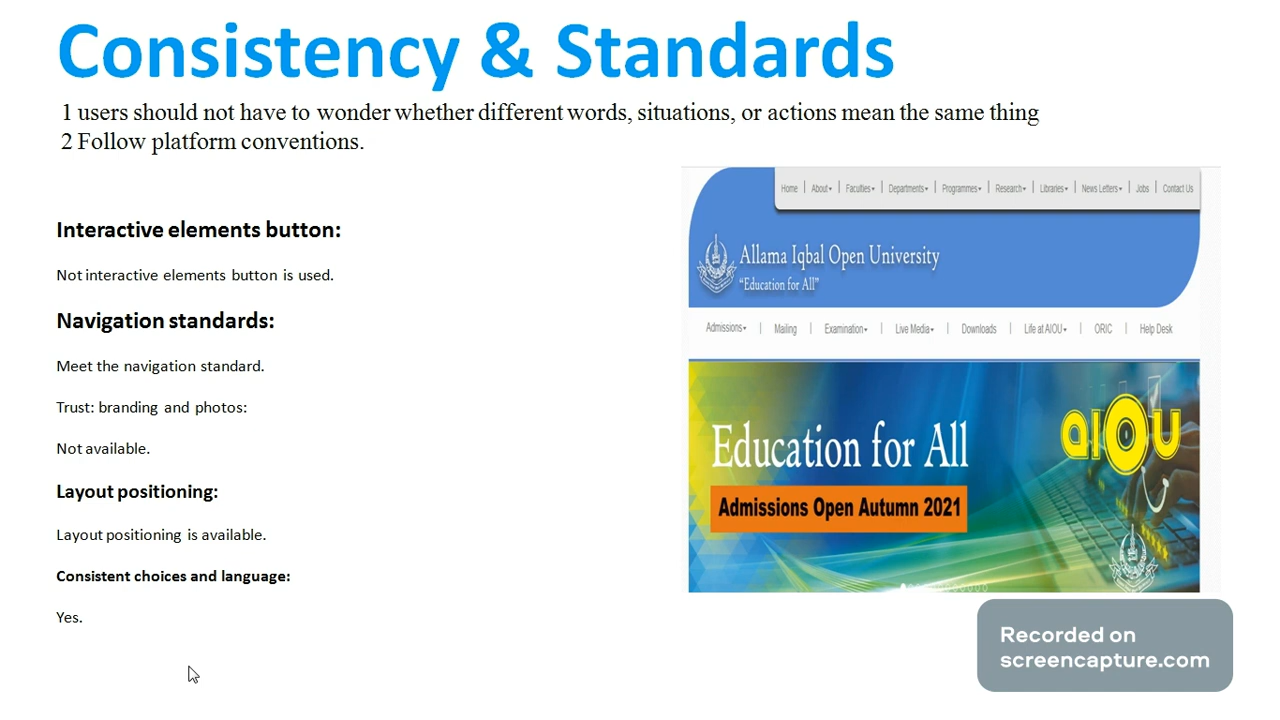 Consistency & Standards
1 users should not have to wonder whether different words, situations, or actions mean the same thing
2 Follow platform conventions.
Interactive elements button:
Not interactive elements button is used.
Navigation standards:
Meet the navigation standard.
Trust: branding and photos:
Not available.
Layout positioning:
Layout positioning is available.
Consistent choices and language:
Yes.
Home | About | Faculties | Departments | Programmes | Research | Libraries | News Letters | Jobs | Contact Us
Allama Iqbal Open University
“Education for All”
Admissions | Mailing | Examination | Live Media | Downloads | Life at AIOU | ORIC | Help Desk
AIOU
Education for All
Admissions Open Autumn 2021
Recorded on
screencapture.com